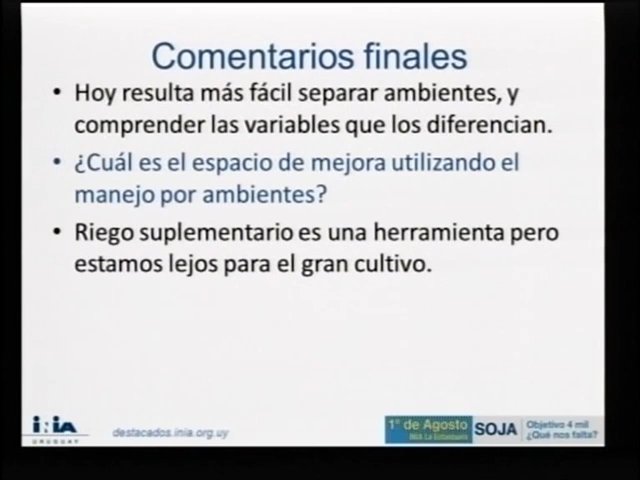 Comentarios finales
• Hoy resulta más fácil separar ambientes, y
comprender las variables que los diferencian.
• ¿Cuál es el espacio de mejora utilizando el
manejo por ambientes?
• Riego suplementario es una herramienta pero
estamos lejos para el gran cultivo.
inia
URUGUAY
destacados.inia.org.uy
1° de Agosto
INIA La Estanzuela
SOJA
Objetivo 4 mil
¿Qué nos falta?